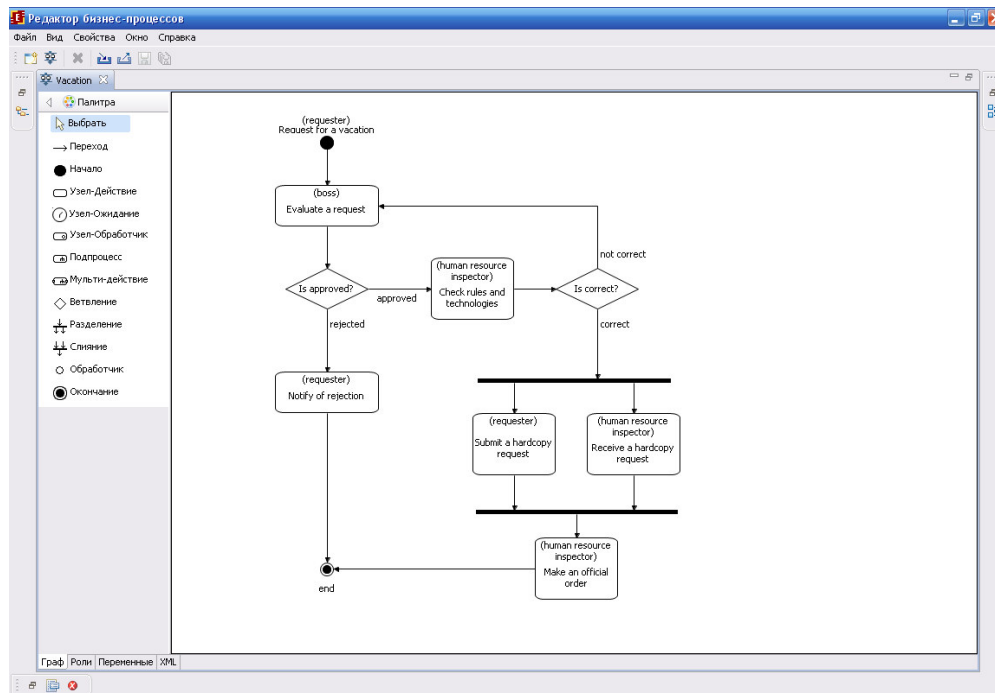 Редактор бизнес-процессов
Файл Вид Свойства Окно Справка
Vacation
Палитра
Выбрать
Переход
Начало
Узел-Действие
Узел-Ожидание
Узел-Обработчик
Подпроцесс
Мульти-действие
Ветвление
Разделение
Слияние
Обработчик
Окончание
(requester)
Request for a vacation
(boss)
Evaluate a request
not correct
Is approved?
approved
(human resource
inspector)
Check rules and
technologies
Is correct?
rejected
correct
(requester)
Notify of rejection
(requester)
Submit a hardcopy
request
(human resource
inspector)
Receive a hardcopy
request
(human resource
inspector)
Make an official
order
end
Граф Роли Переменные XML